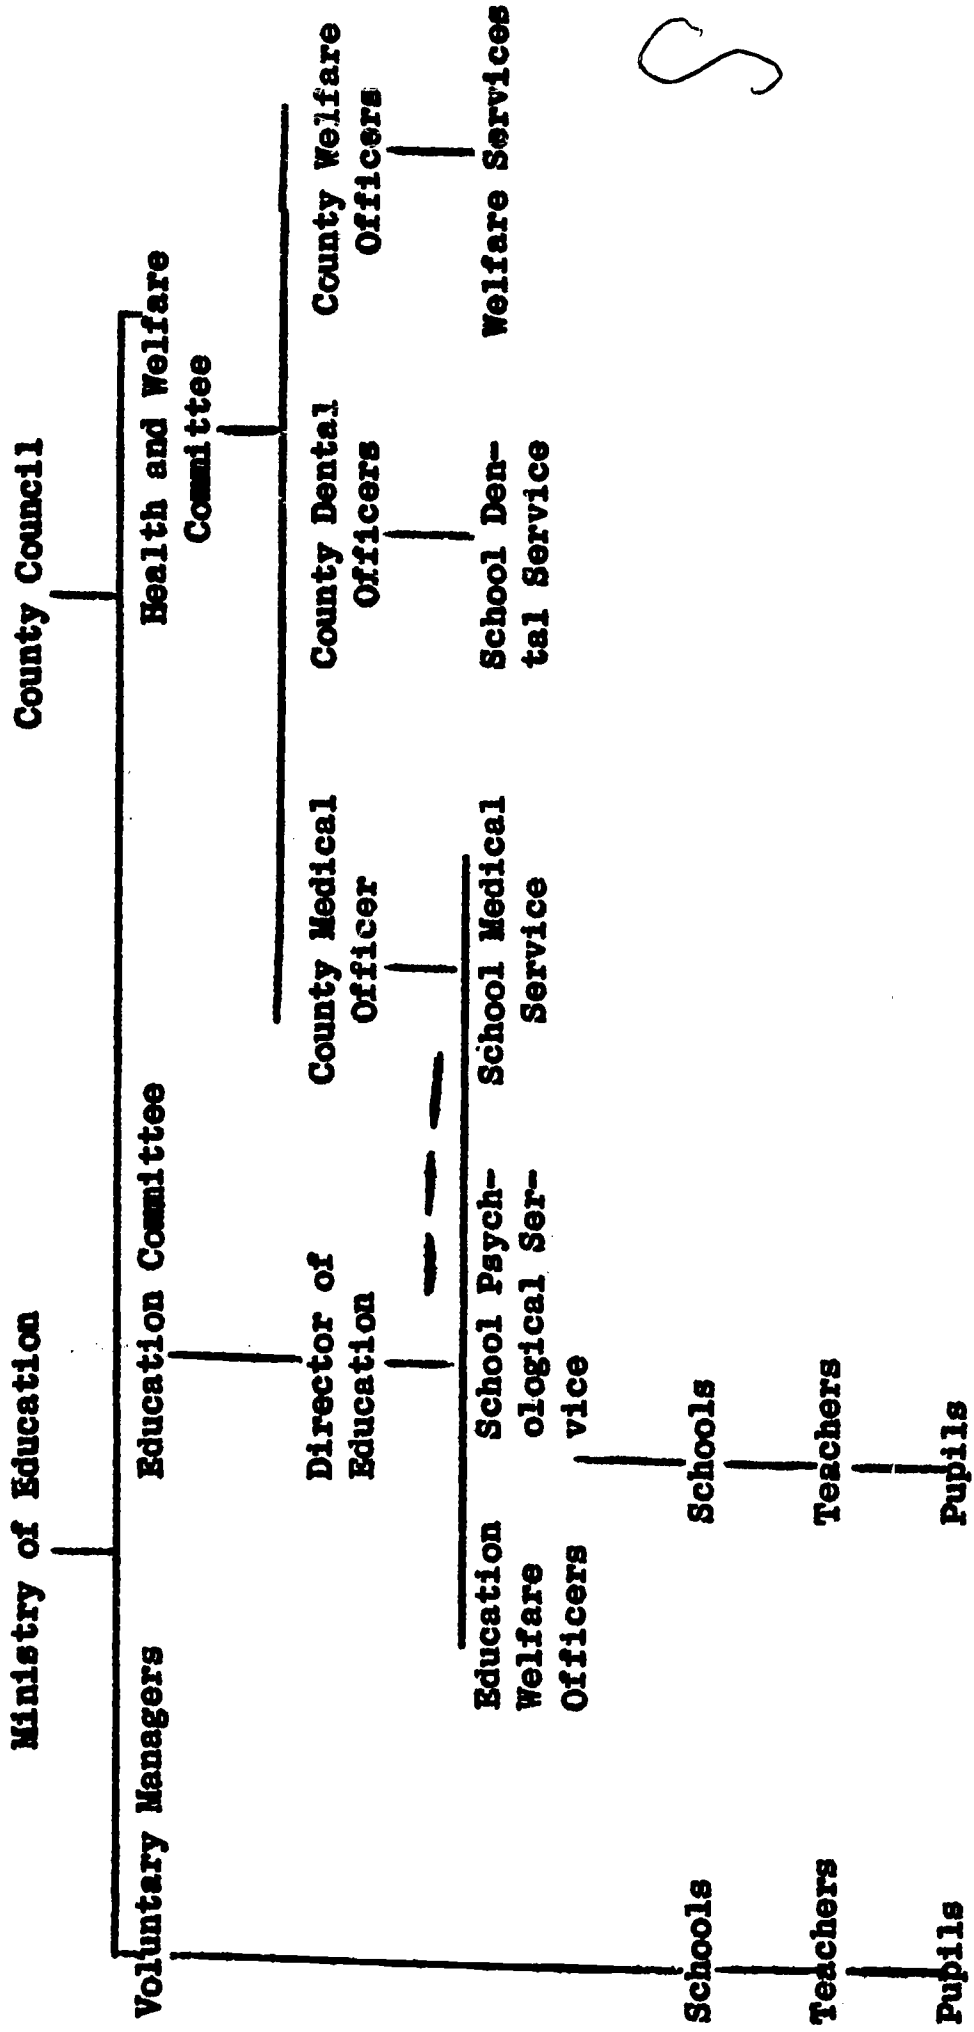 Ministry of Education
County Council
Voluntary Managers
Education Committee
Health and Welfare
Committee
Director of
Education
County Medical
Officer
County Dental
Officers
County Welfare
Officers
Education
Welfare
Officers
School Psych-
ological Ser-
vice
School Medical
Service
School Den-
tal Service
Welfare Services
Schools
Teachers
Pupils
Schools
Teachers
Pupils
S